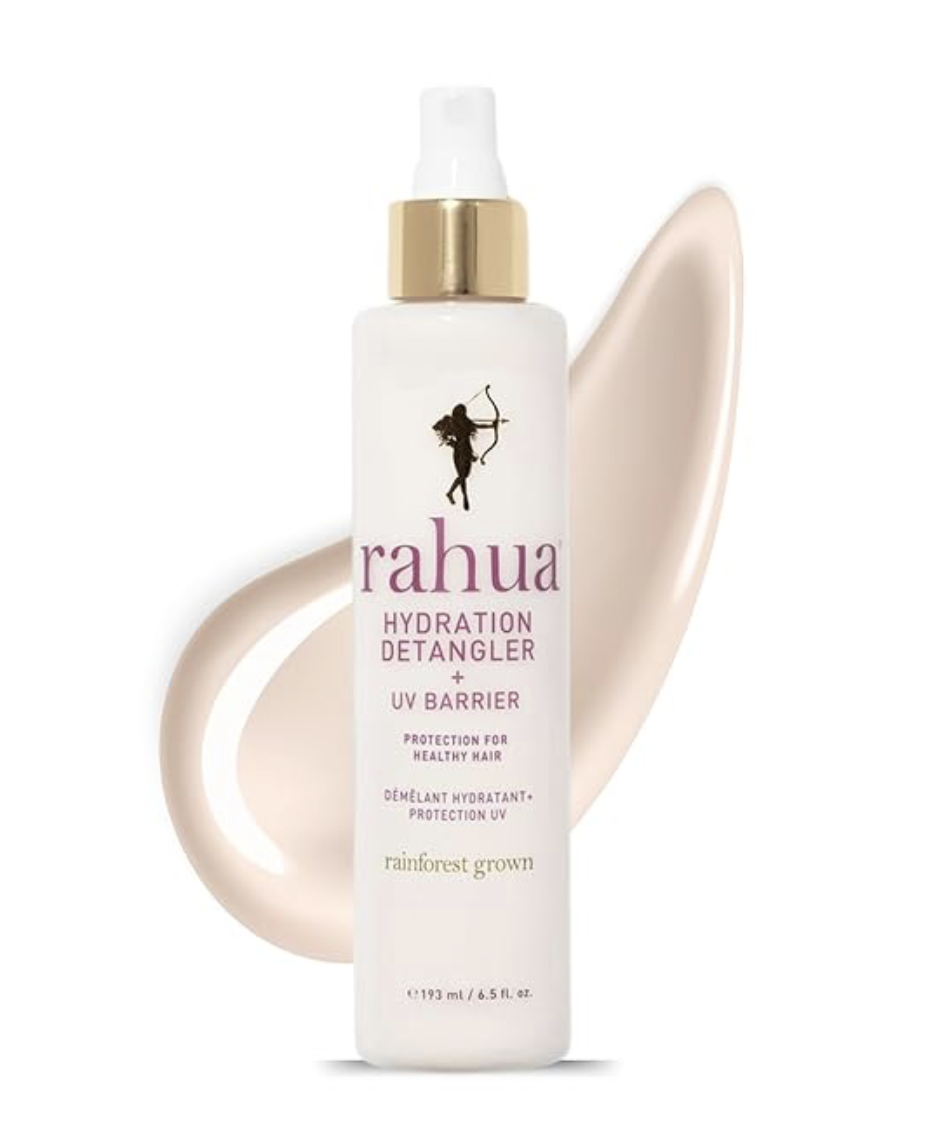 rahua
HYDRATION
DETANGLER
+
UV BARRIER
PROTECTION FOR
HEALTHY HAIR
DÉMÊLANT HYDRATANT+
PROTECTION UV
rainforest grown
℮193 ml / 6.5 fl. oz.